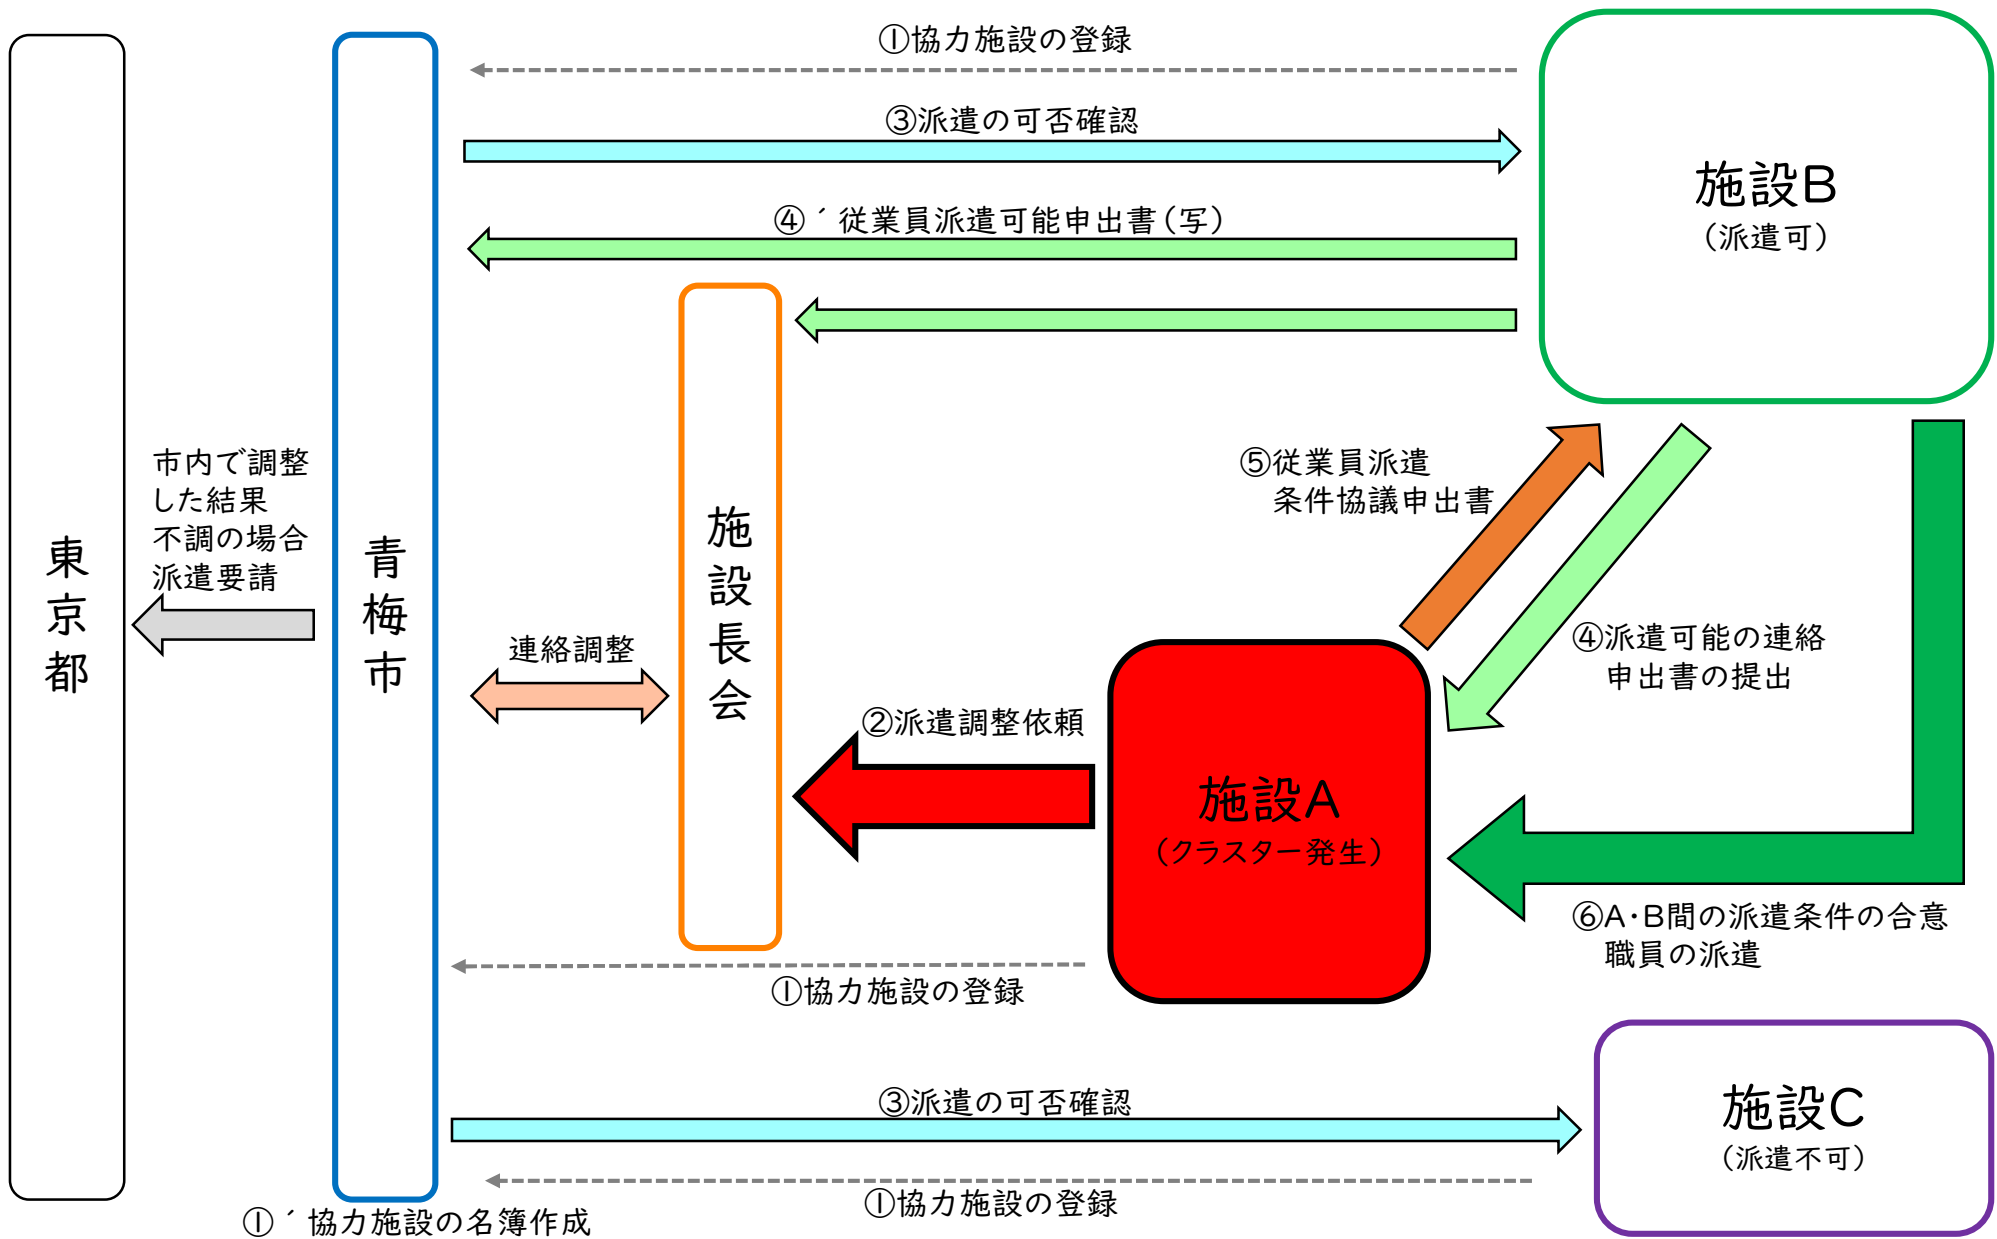 ①協力施設の登録
③派遣の可否確認
④´従業員派遣可能申出書(写)
施設B
(派遣可)
東京都
市内で調整
した結果
不調の場合
派遣要請
青梅市
連絡調整
施設長会
②派遣調整依頼
⑤従業員派遣
条件協議申出書
④派遣可能の連絡
申出書の提出
施設A
(クラスター発生)
⑥A・B間の派遣条件の合意
職員の派遣
①協力施設の登録
③派遣の可否確認
施設C
(派遣不可)
①協力施設の登録
①´協力施設の名簿作成